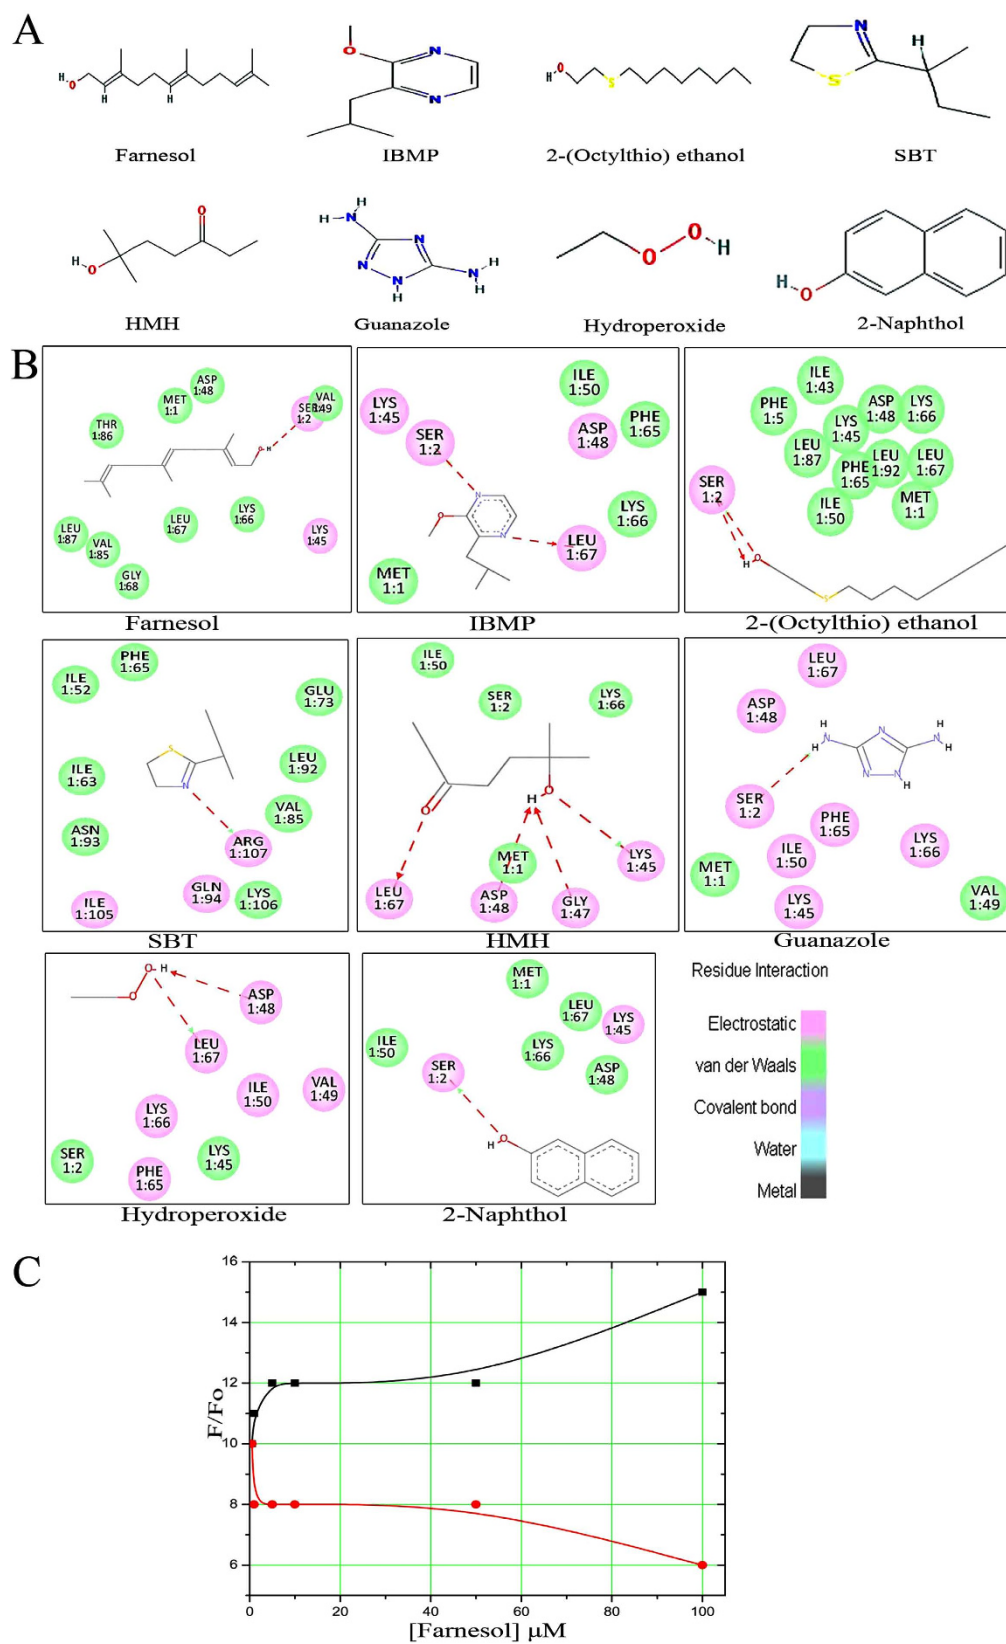 A
Farnesol
IBMP
2-(Octylthio) ethanol
SBT
HMH
Guanazole
Hydroperoxide
2-Naphthol
B
ASP 1:48
MET 1:1
THR 1:86
SER 1:2
VAL 1:49
LEU 1:87
VAL 1:85
LEU 1:67
LYS 1:66
LYS 1:45
GLY 1:68
Farnesol
LYS 1:45
SER 1:2
ILE 1:50
ASP 1:48
PHE 1:65
LYS 1:66
LEU 1:67
MET 1:1
IBMP
ILE 1:43
PHE 1:5
LYS 1:45
ASP 1:48
LYS 1:66
LEU 1:87
PHE 1:65
LEU 1:92
LEU 1:67
SER 1:2
ILE 1:50
MET 1:1
2-(Octylthio) ethanol
PHE 1:65
ILE 1:52
GLU 1:73
ILE 1:63
LEU 1:92
VAL 1:85
ASN 1:93
ARG 1:107
ILE 1:105
GLN 1:94
LYS 1:106
SBT
ILE 1:50
SER 1:2
LYS 1:66
MET 1:1
LYS 1:45
LEU 1:67
ASP 1:48
GLY 1:47
HMH
LEU 1:67
ASP 1:48
SER 1:2
PHE 1:65
ILE 1:50
LYS 1:66
MET 1:1
LYS 1:45
VAL 1:49
Guanazole
ASP 1:48
LEU 1:67
ILE 1:50
VAL 1:49
LYS 1:66
SER 1:2
PHE 1:65
LYS 1:45
Hydroperoxide
MET 1:1
LEU 1:67
LYS 1:45
ILE 1:50
LYS 1:66
SER 1:2
ASP 1:48
2-Naphthol
Residue Interaction
Electrostatic
van der Waals
Covalent bond
Water
Metal
C
16
14
12
10
8
6
F/Fo
0 20 40 60 80 100
[Farnesol] µM